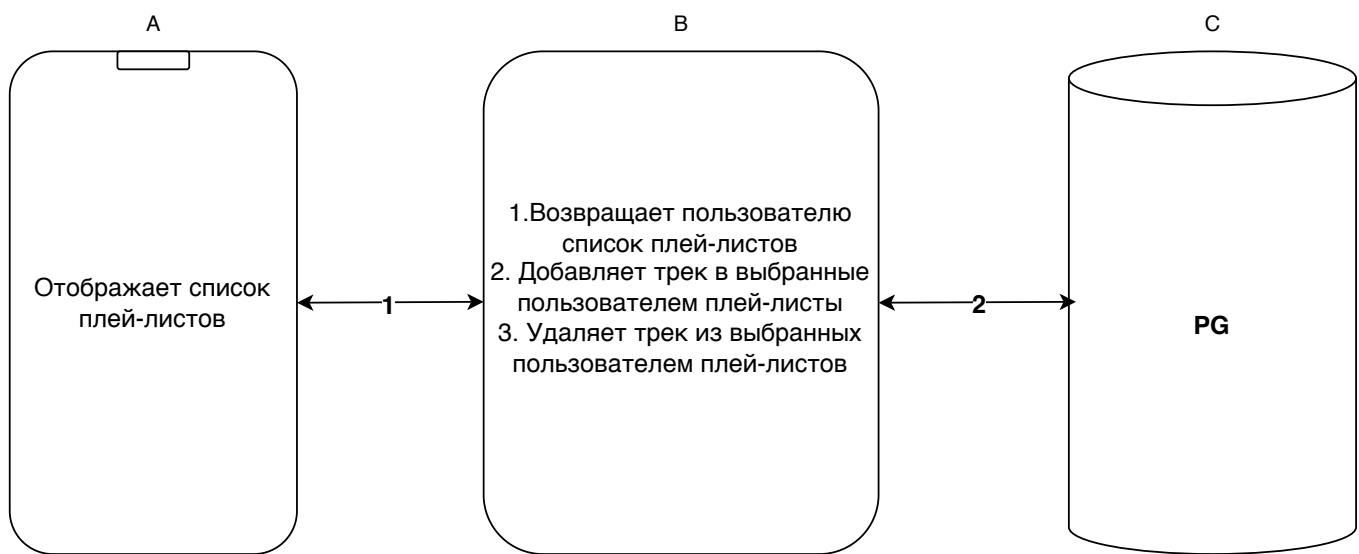 A
B
C
Отображает список
плей-листов
1
1.Возвращает пользователю
список плей-листов
2. Добавляет трек в выбранные
пользователем плей-листы
3. Удаляет трек из выбранных
пользователем плей-листов
2
PG